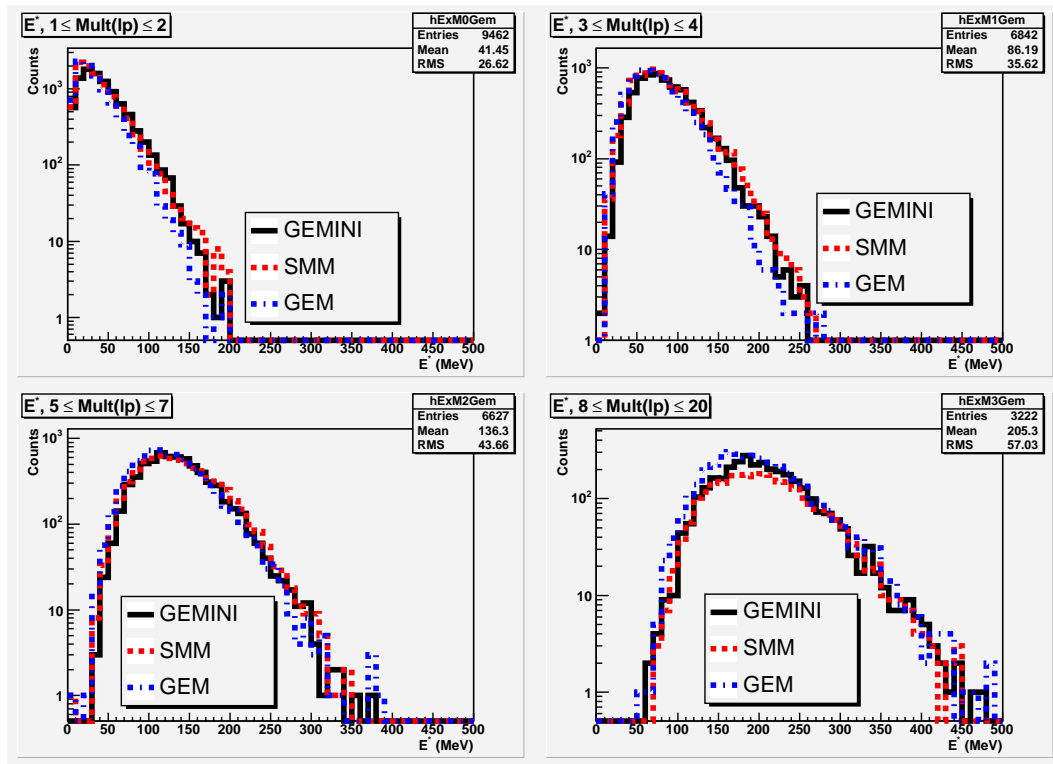 E*, 1 ≤ Mult(lp) ≤ 2
hExM0Gem
Entries 9462
Mean 41.45
RMS 26.62
Counts
10³
10²
10
1
GEMINI
SMM
GEM
0 50 100 150 200 250 300 350 400 450 500
E* (MeV)
E*, 3 ≤ Mult(lp) ≤ 4
hExM1Gem
Entries 6842
Mean 86.19
RMS 35.62
Counts
10³
10²
10
1
GEMINI
SMM
GEM
0 50 100 150 200 250 300 350 400 450 500
E* (MeV)
E*, 5 ≤ Mult(lp) ≤ 7
hExM2Gem
Entries 6627
Mean 136.3
RMS 43.66
Counts
10³
10²
10
1
GEMINI
SMM
GEM
0 50 100 150 200 250 300 350 400 450 500
E* (MeV)
E*, 8 ≤ Mult(lp) ≤ 20
hExM3Gem
Entries 3222
Mean 205.3
RMS 57.03
Counts
10³
10²
10
1
GEMINI
SMM
GEM
0 50 100 150 200 250 300 350 400 450 500
E* (MeV)